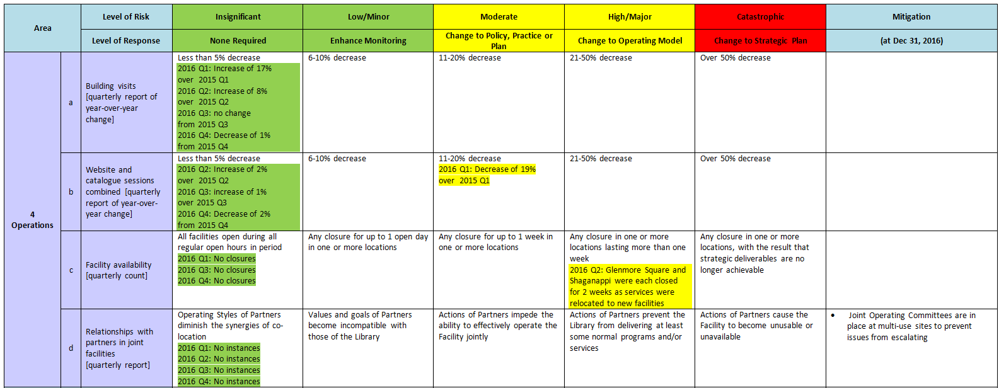 Area
Level of Risk
Insignificant
Low/Minor
Moderate
High/Major
Catastrophic
Mitigation
Level of Response
None Required
Enhance Monitoring
Change to Policy, Practice or
Plan
Change to Operating Model
Change to Strategic Plan
(at Dec 31, 2016)
4
Operations
a
Building visits
[quarterly report of
year-over-year
change]
Less than 5% decrease
2016 Q1: Increase of 17%
over 2015 Q1
2016 Q2: Increase of 8%
over 2015 Q2
2016 Q3: no change
from 2015 Q3
2016 Q4: Decrease of 1%
from 2015 Q4
6-10% decrease
11-20% decrease
21-50% decrease
Over 50% decrease
b
Website and
catalogue sessions
combined [quarterly
report of year-over-
year change]
Less than 5% decrease
2016 Q2: Increase of 2%
over 2015 Q2
2016 Q3: increase of 1%
over 2015 Q3
2016 Q4: Decrease of 2%
from 2015 Q4
6-10% decrease
11-20% decrease
2016 Q1: Decrease of 19%
over 2015 Q1
21-50% decrease
Over 50% decrease
c
Facility availability
[quarterly count]
All facilities open during all
regular open hours in period
2016 Q1: No closures
2016 Q3: No closures
2016 Q4: No closures
Any closure for up to 1 open day
in one or more locations
Any closure for up to 1 week in
one or more locations
Any closure in one or more
locations lasting more than one
week
2016 Q2: Glenmore Square and
Shaganappi were each closed
for 2 weeks as services were
relocated to new facilities
Any closure in one or more
locations, with the result that
strategic deliverables are no
longer achievable
d
Relationships with
partners in joint
facilities
[quarterly report]
Operating Styles of Partners
diminish the synergies of co-
location
2016 Q1: No instances
2016 Q2: No instances
2016 Q3: No instances
2016 Q4: No instances
Values and goals of Partners
become incompatible with
those of the Library
Actions of Partners impede the
ability to effectively operate the
Facility jointly
Actions of Partners prevent the
Library from delivering at least
some normal programs and/or
services
Actions of Partners cause the
Facility to become unusable or
unavailable
• Joint Operating Committees are in
place at multi-use sites to prevent
issues from escalating